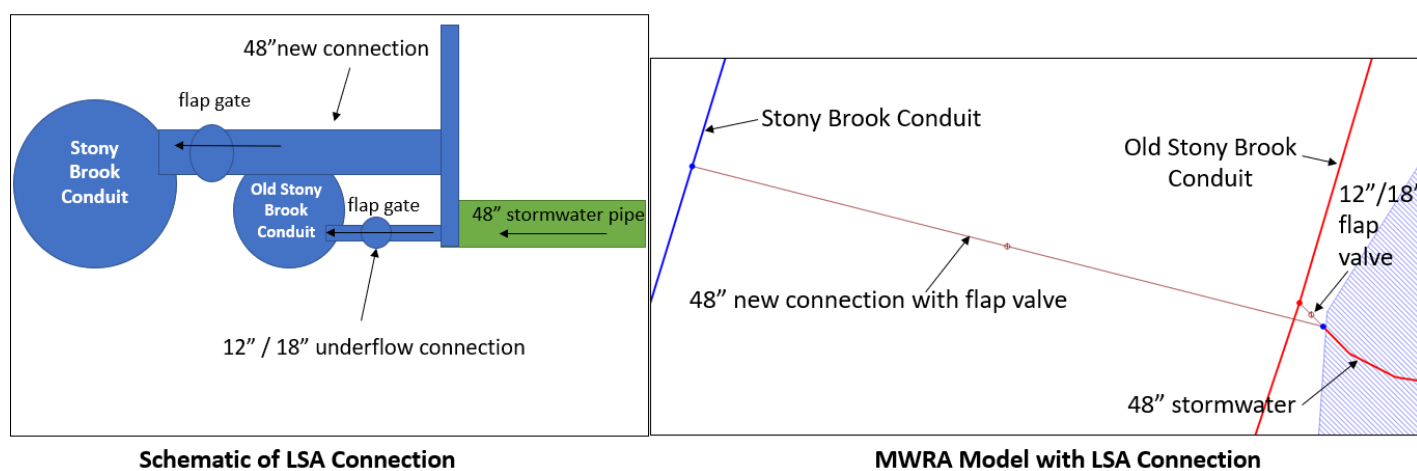 48”new connection
flap gate
Stony
Brook
Conduit
Old Stony
Brook
Conduit
flap gate
48” stormwater pipe
12” / 18” underflow connection
Schematic of LSA Connection
Stony Brook Conduit
Old Stony Brook
Conduit
12”/18”
flap
valve
48” new connection with flap valve
48” stormwater
MWRA Model with LSA Connection